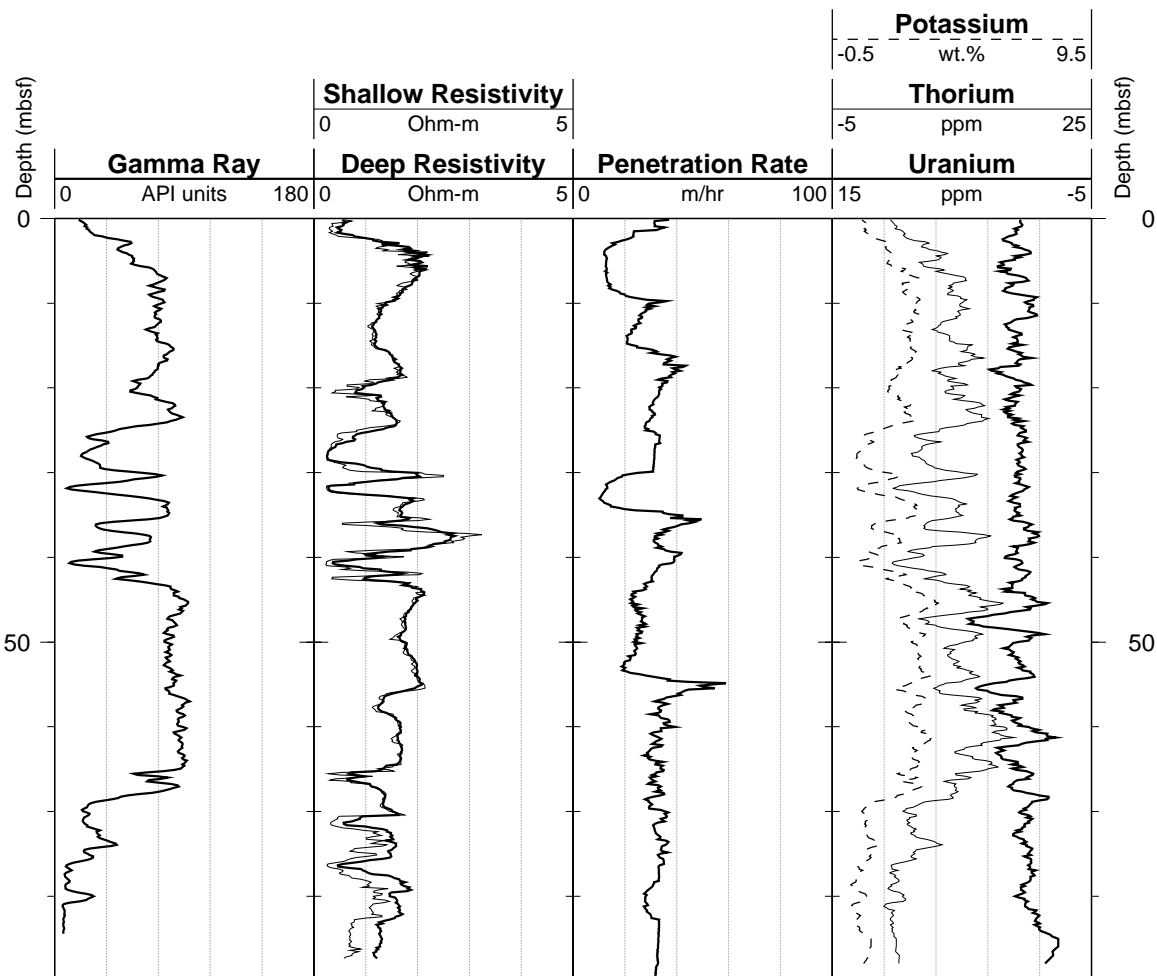 Potassium
-0.5 wt.% 9.5
Depth (mbsf)
Shallow Resistivity
0 Ohm-m 5
Thorium
-5 ppm 25
Depth (mbsf)
Gamma Ray
0 API units 180
Deep Resistivity
0 Ohm-m 5
Penetration Rate
0 m/hr 100
Uranium
15 ppm -5
0 0
50 50